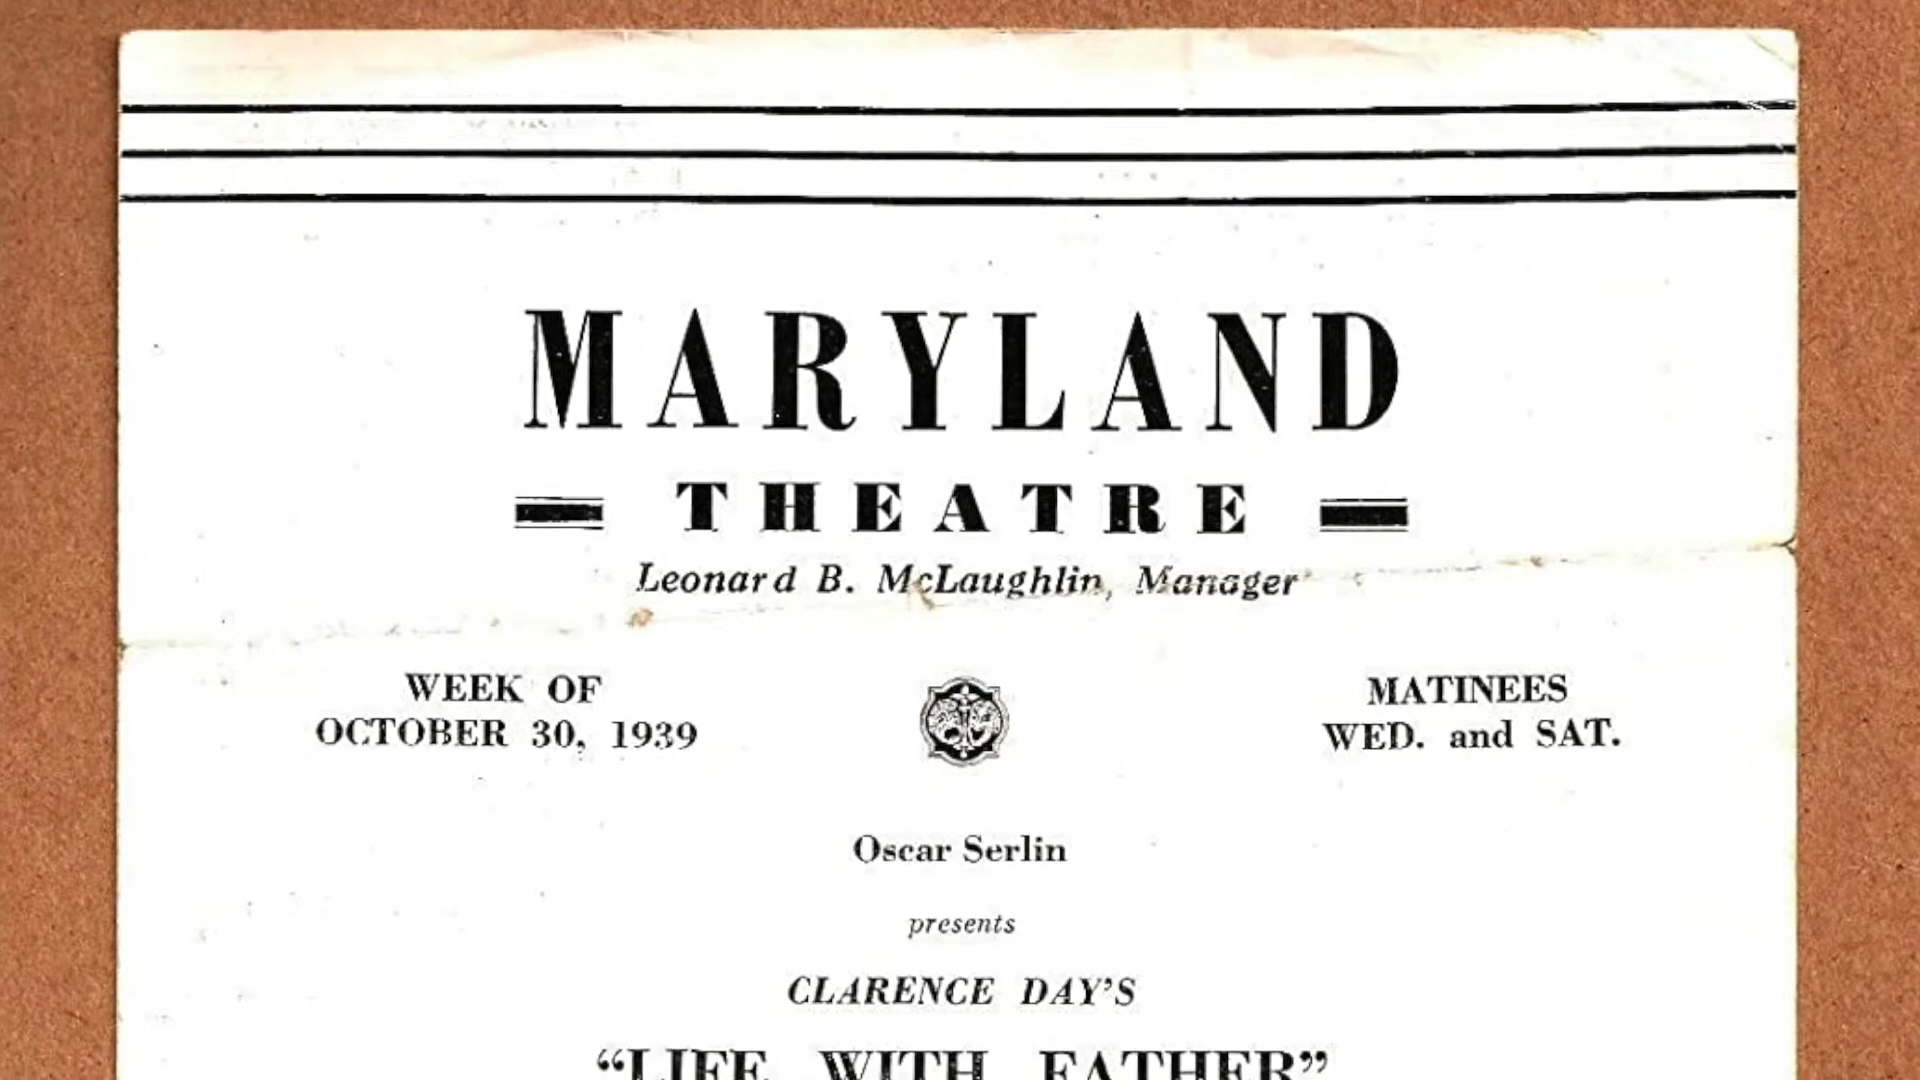 MARYLAND
THEATRE
Leonard B. McLaughlin, Manager
WEEK OF
OCTOBER 30, 1939
MATINEES
WED. and SAT.
Oscar Serlin
presents
CLARENCE DAY'S
“LIFE WITH FATHER”